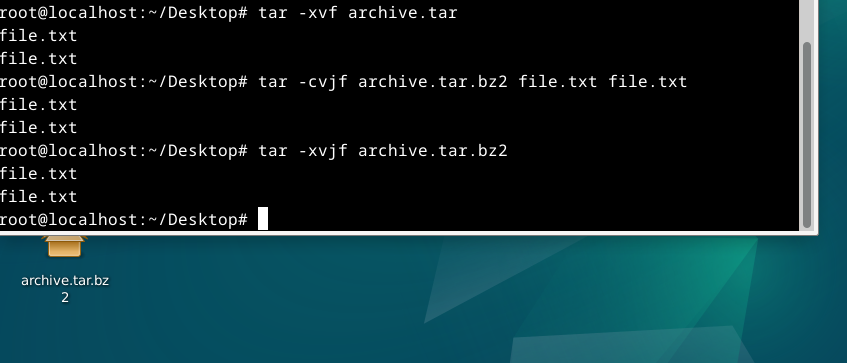 root@localhost:~/Desktop# tar -xvf archive.tar
file.txt
file.txt
root@localhost:~/Desktop# tar -cvjf archive.tar.bz2 file.txt file.txt
file.txt
file.txt
root@localhost:~/Desktop# tar -xvjf archive.tar.bz2
file.txt
file.txt
root@localhost:~/Desktop#
archive.tar.bz
2